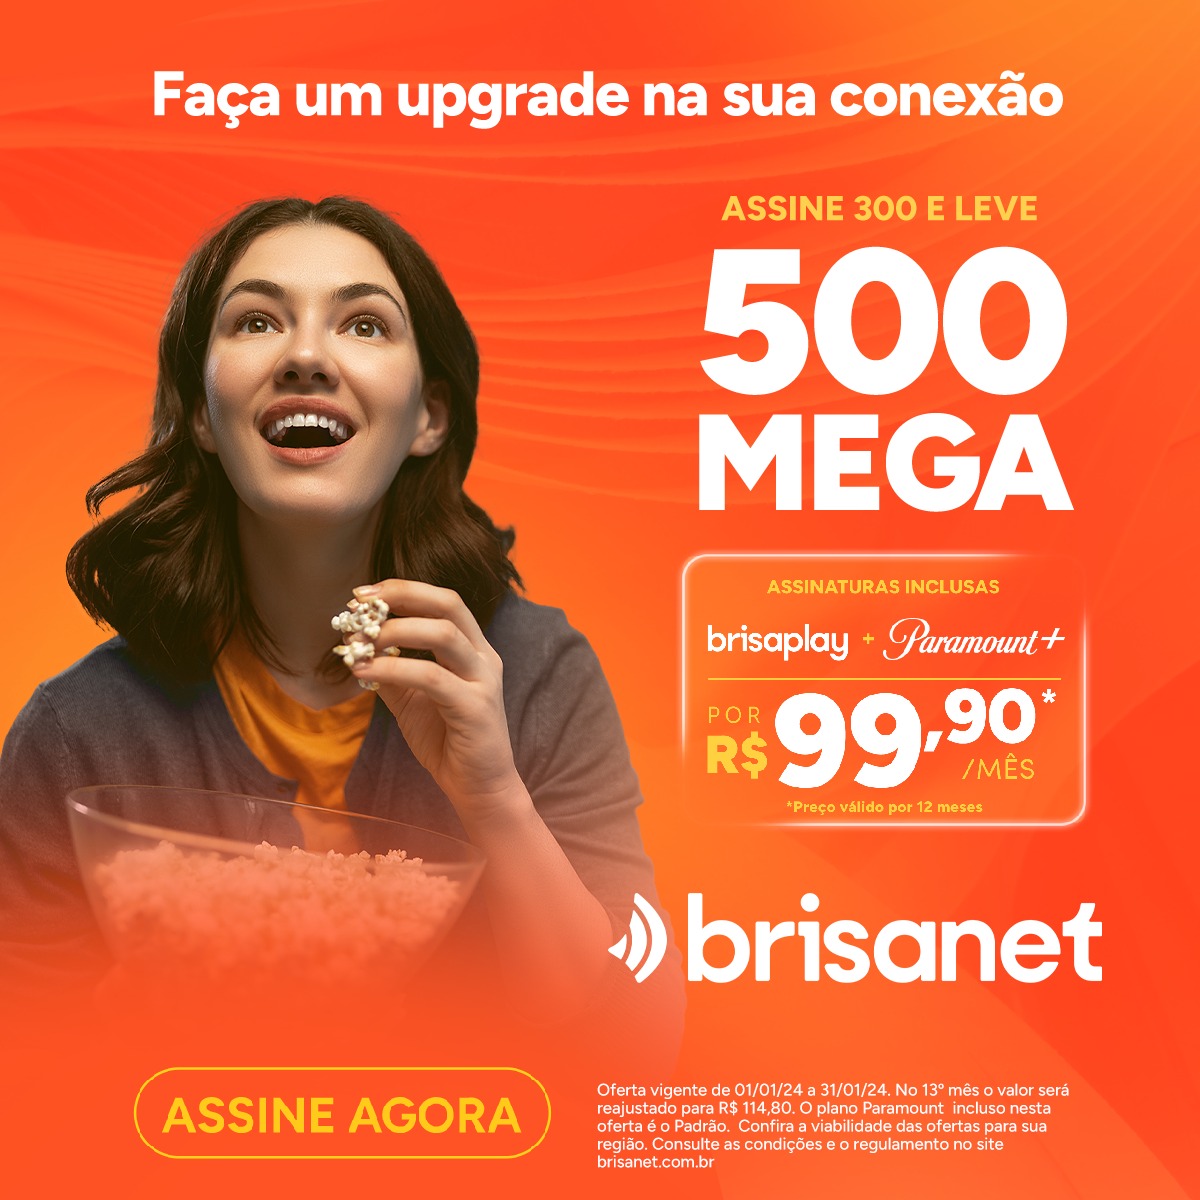 Faça um upgrade na sua conexão
ASSINE 300 E LEVE
500
MEGA
ASSINATURAS INCLUSAS
brisaplay + Paramount+
POR
R$ 99,90*
/MÊS
*Preço válido por 12 meses
brisanet
ASSINE AGORA
Oferta vigente de 01/01/24 a 31/01/24. No 13º mês o valor será
reajustado para R$ 114,80. O plano Paramount incluso nesta
oferta é o Padrão. Confira a viabilidade das ofertas para sua
região. Consulte as condições e o regulamento no site
brisanet.com.br